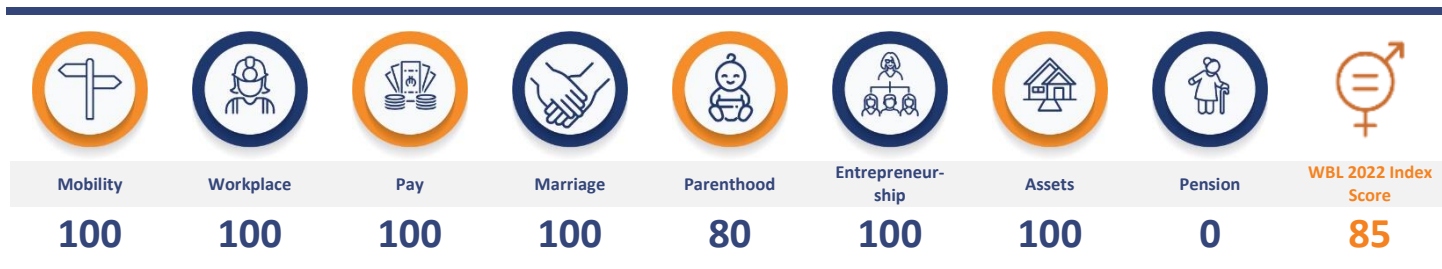 Mobility
Workplace
Pay
Marriage
Parenthood
Entrepreneur-
ship
Assets
Pension
WBL 2022 Index
Score
100
100
100
100
80
100
100
0
85